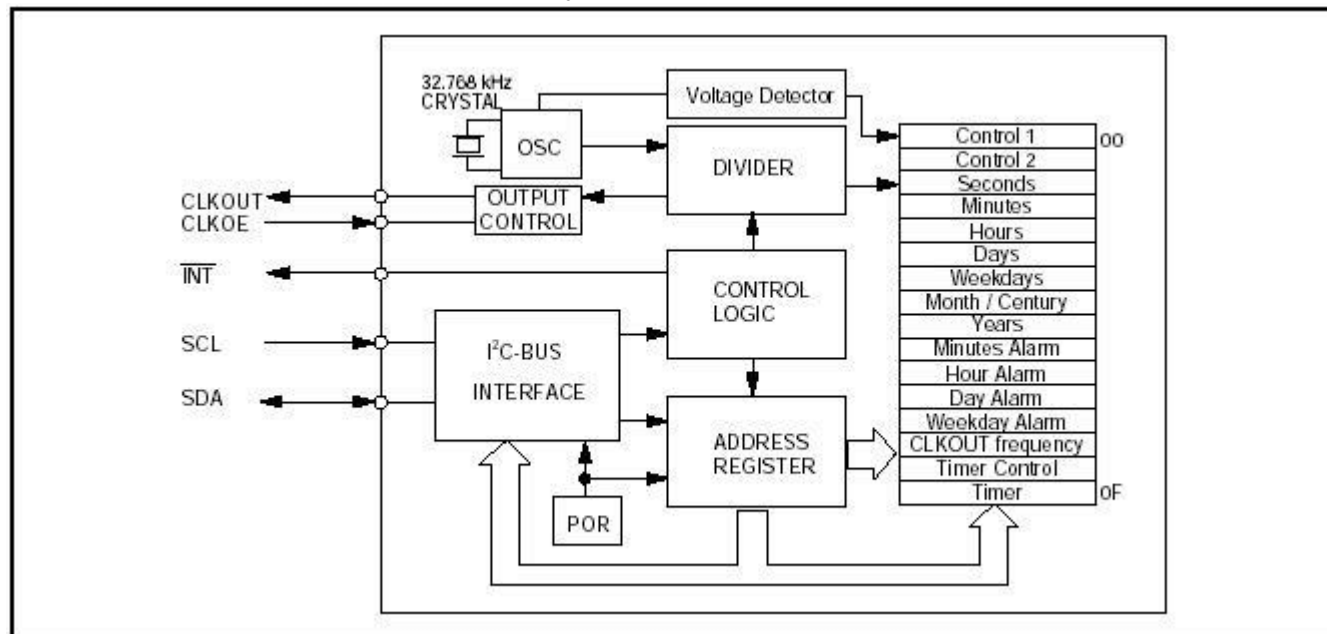 32.768 kHz
CRYSTAL
OSC
Voltage Detector
DIVIDER
OUTPUT
CONTROL
CLKOUT
CLKOE
INT
SCL
SDA
I²C-BUS
INTERFACE
CONTROL
LOGIC
ADDRESS
REGISTER
POR
Control 1
00
Control 2
Seconds
Minutes
Hours
Days
Weekdays
Month / Century
Years
Minutes Alarm
Hour Alarm
Day Alarm
Weekday Alarm
CLKOUT frequency
Timer Control
Timer
0F